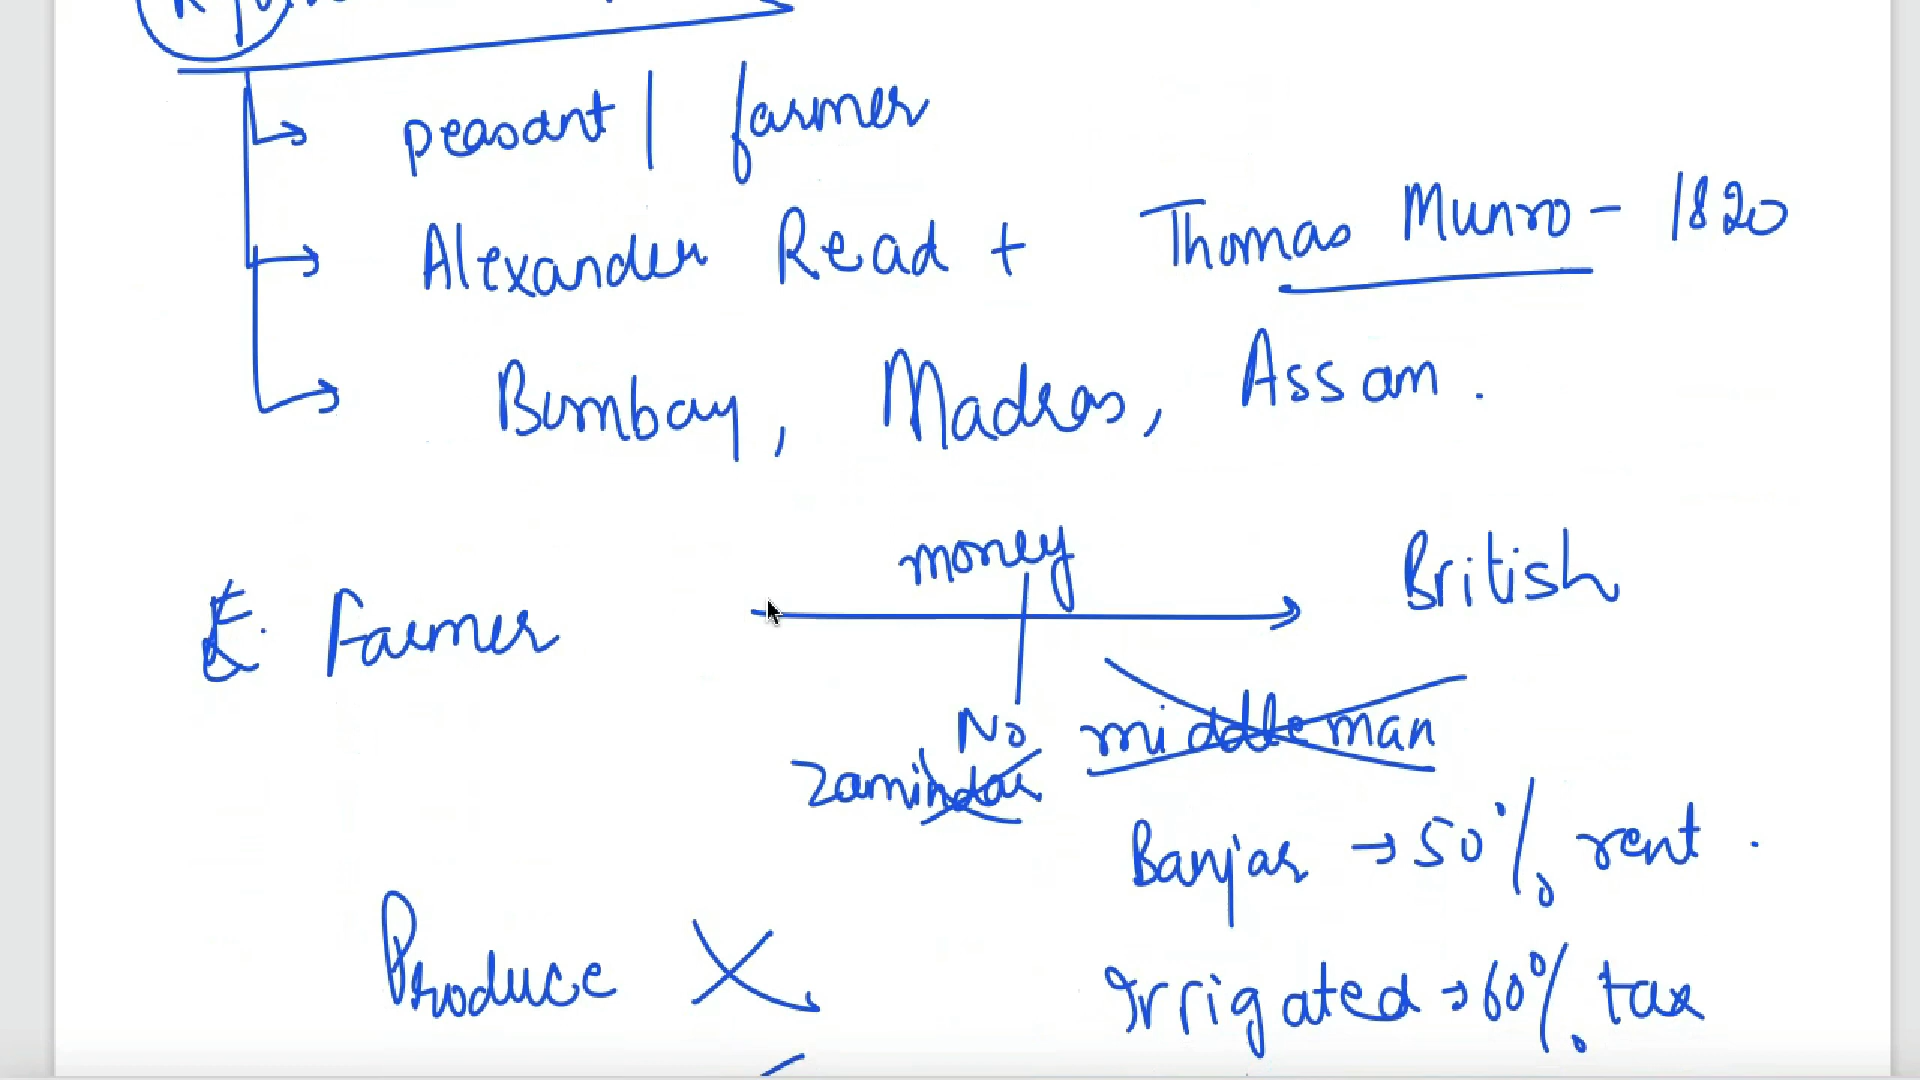 peasant | farmer
Alexander Read + Thomas Munro - 1820
Bombay, Madras, Assam.
money
Farmer British
No middleman
Zamindar
Banjar → 50% rent.
Produce X
Irrigated → 60% tax